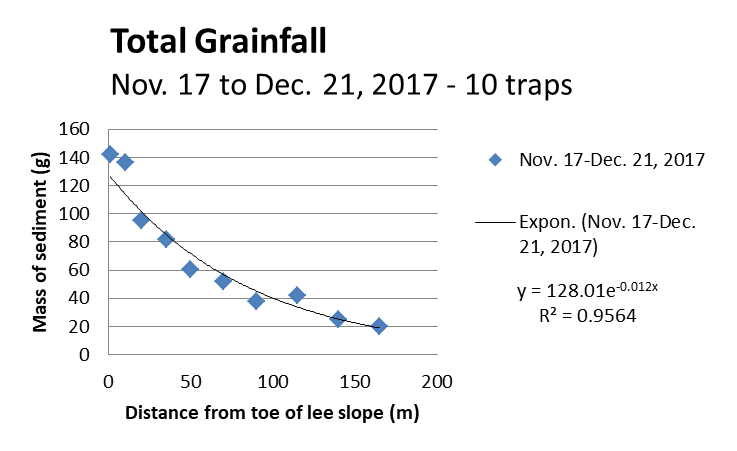 Total Grainfall
Nov. 17 to Dec. 21, 2017 - 10 traps
160
140
120
100
80
60
40
20
0
Mass of sediment (g)
0 50 100 150 200
Distance from toe of lee slope (m)
Nov. 17-Dec. 21, 2017
Expon. (Nov. 17-Dec.
21, 2017)
y = 128.01e^-0.012x
R² = 0.9564